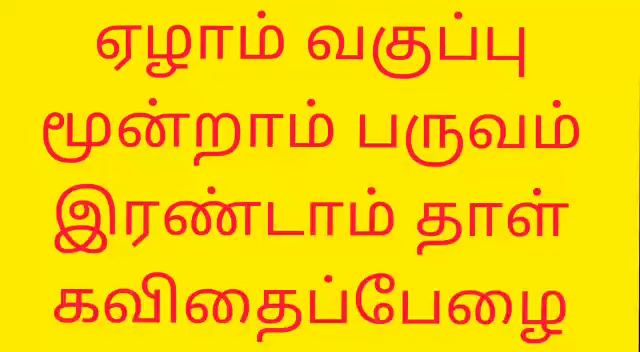 ஏழாம் வகுப்பு
மூன்றாம் பருவம்
இரண்டாம் தாள்
கவிதைப்பேழை